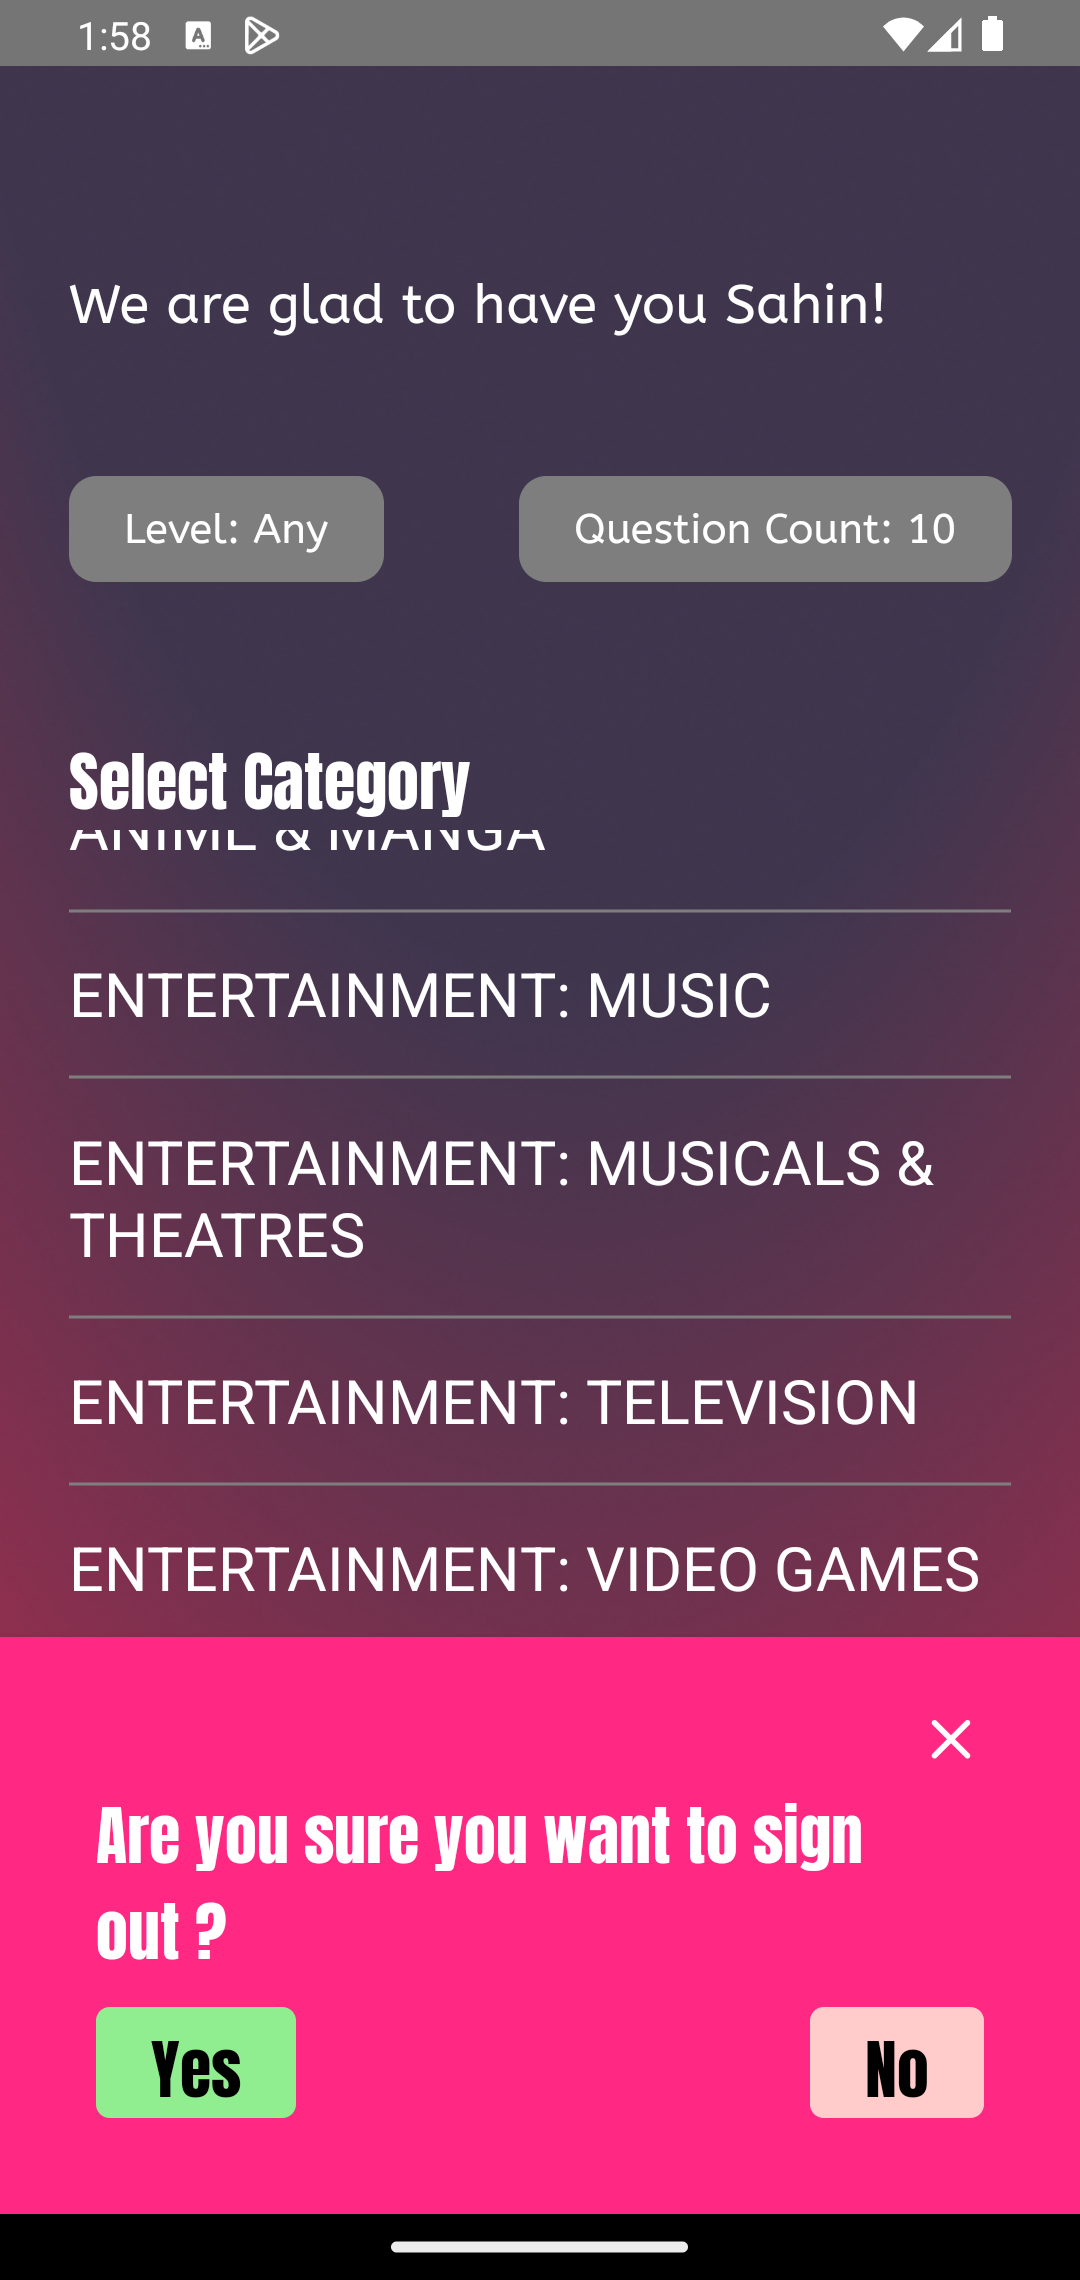 1:58
We are glad to have you Sahin!
Level: Any
Question Count: 10
Select Category
ANIME & MANGA
ENTERTAINMENT: MUSIC
ENTERTAINMENT: MUSICALS &
THEATRES
ENTERTAINMENT: TELEVISION
ENTERTAINMENT: VIDEO GAMES
Are you sure you want to sign
out ?
Yes
No